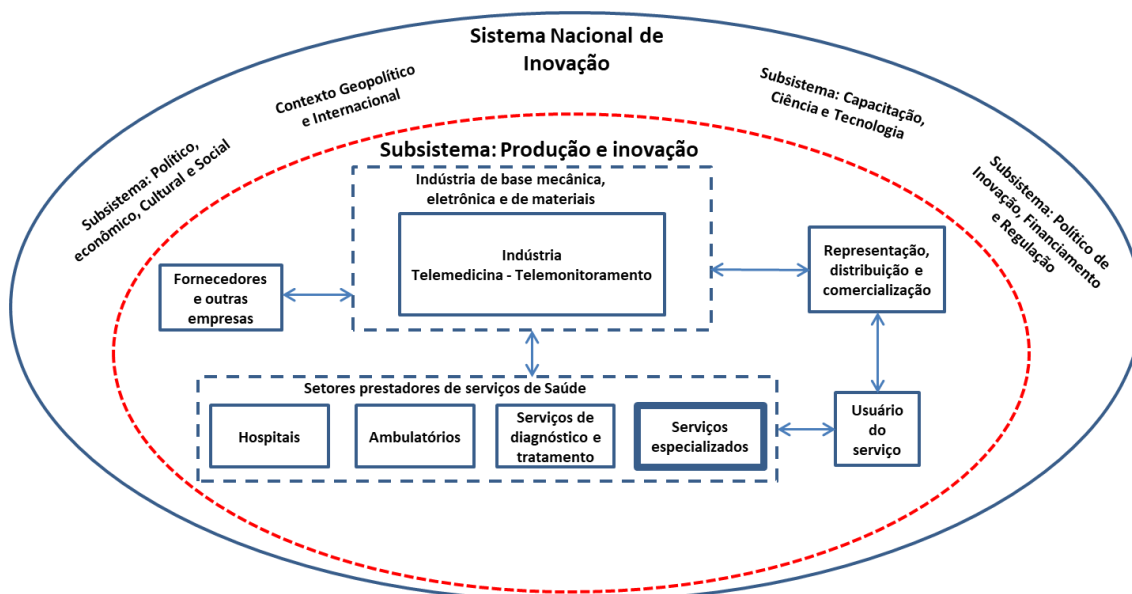 Sistema Nacional de
Inovação
Contexto Geopolítico
e Internacional
Subsistema: Capacitação,
Ciência e Tecnologia
Subsistema: Político,
econômico, Cultural e Social
Subsistema: Político de
Inovação, Financiamento
e Regulação
Subsistema: Produção e inovação
Indústria de base mecânica,
eletrônica e de materiais
Indústria
Telemedicina - Telemonitoramento
Fornecedores
e outras
empresas
Representação,
distribuição e
comercialização
Setores prestadores de serviços de Saúde
Hospitais
Ambulatórios
Serviços de
diagnóstico e
tratamento
Serviços
especializados
Usuário
do
serviço